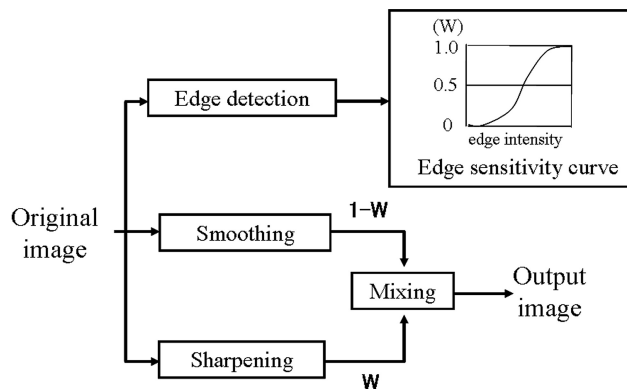 (W)
1.0
0.5
0
edge intensity
Edge sensitivity curve
Edge detection
Original
image
Smoothing
1-W
Mixing
Output
image
Sharpening
W